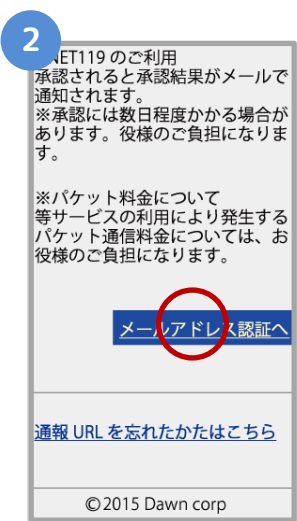 2
NET119 のご利用
承認されると承認結果がメールで
通知されます。
※承認には数日程度かかる場合が
あります。役様のご負担になりま
す。
※パケット料金について
等サービスの利用により発生する
パケット通信料金については、お
役様のご負担になります。
メールアドレス認証へ
通報 URL を忘れたかたはこちら
©2015 Dawn corp